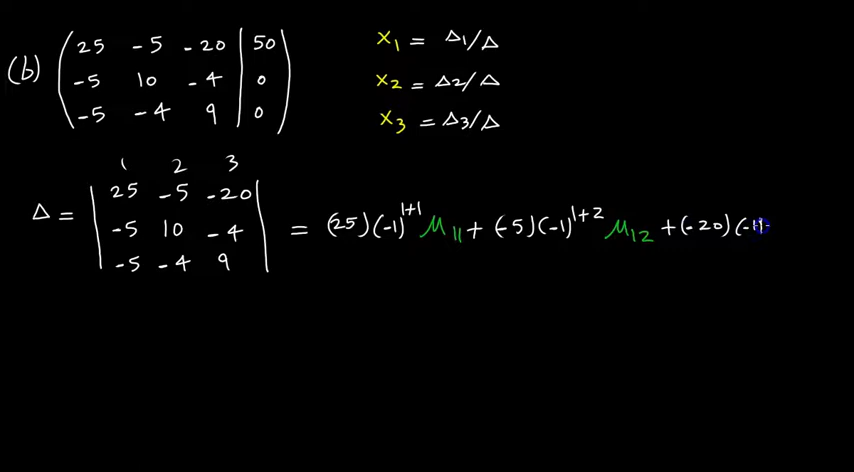 (b) ( 25 -5 -20 | 50 ) x1 = Δ1/Δ
-5 10 -4 | 0 x2 = Δ2/Δ
-5 -4 9 | 0 x3 = Δ3/Δ
1 2 3
Δ = | 25 -5 -20 | = (25)(-1)^1+1 M11 + (-5)(-1)^1+2 M12 + (-20)(-1)
-5 10 -4
-5 -4 9